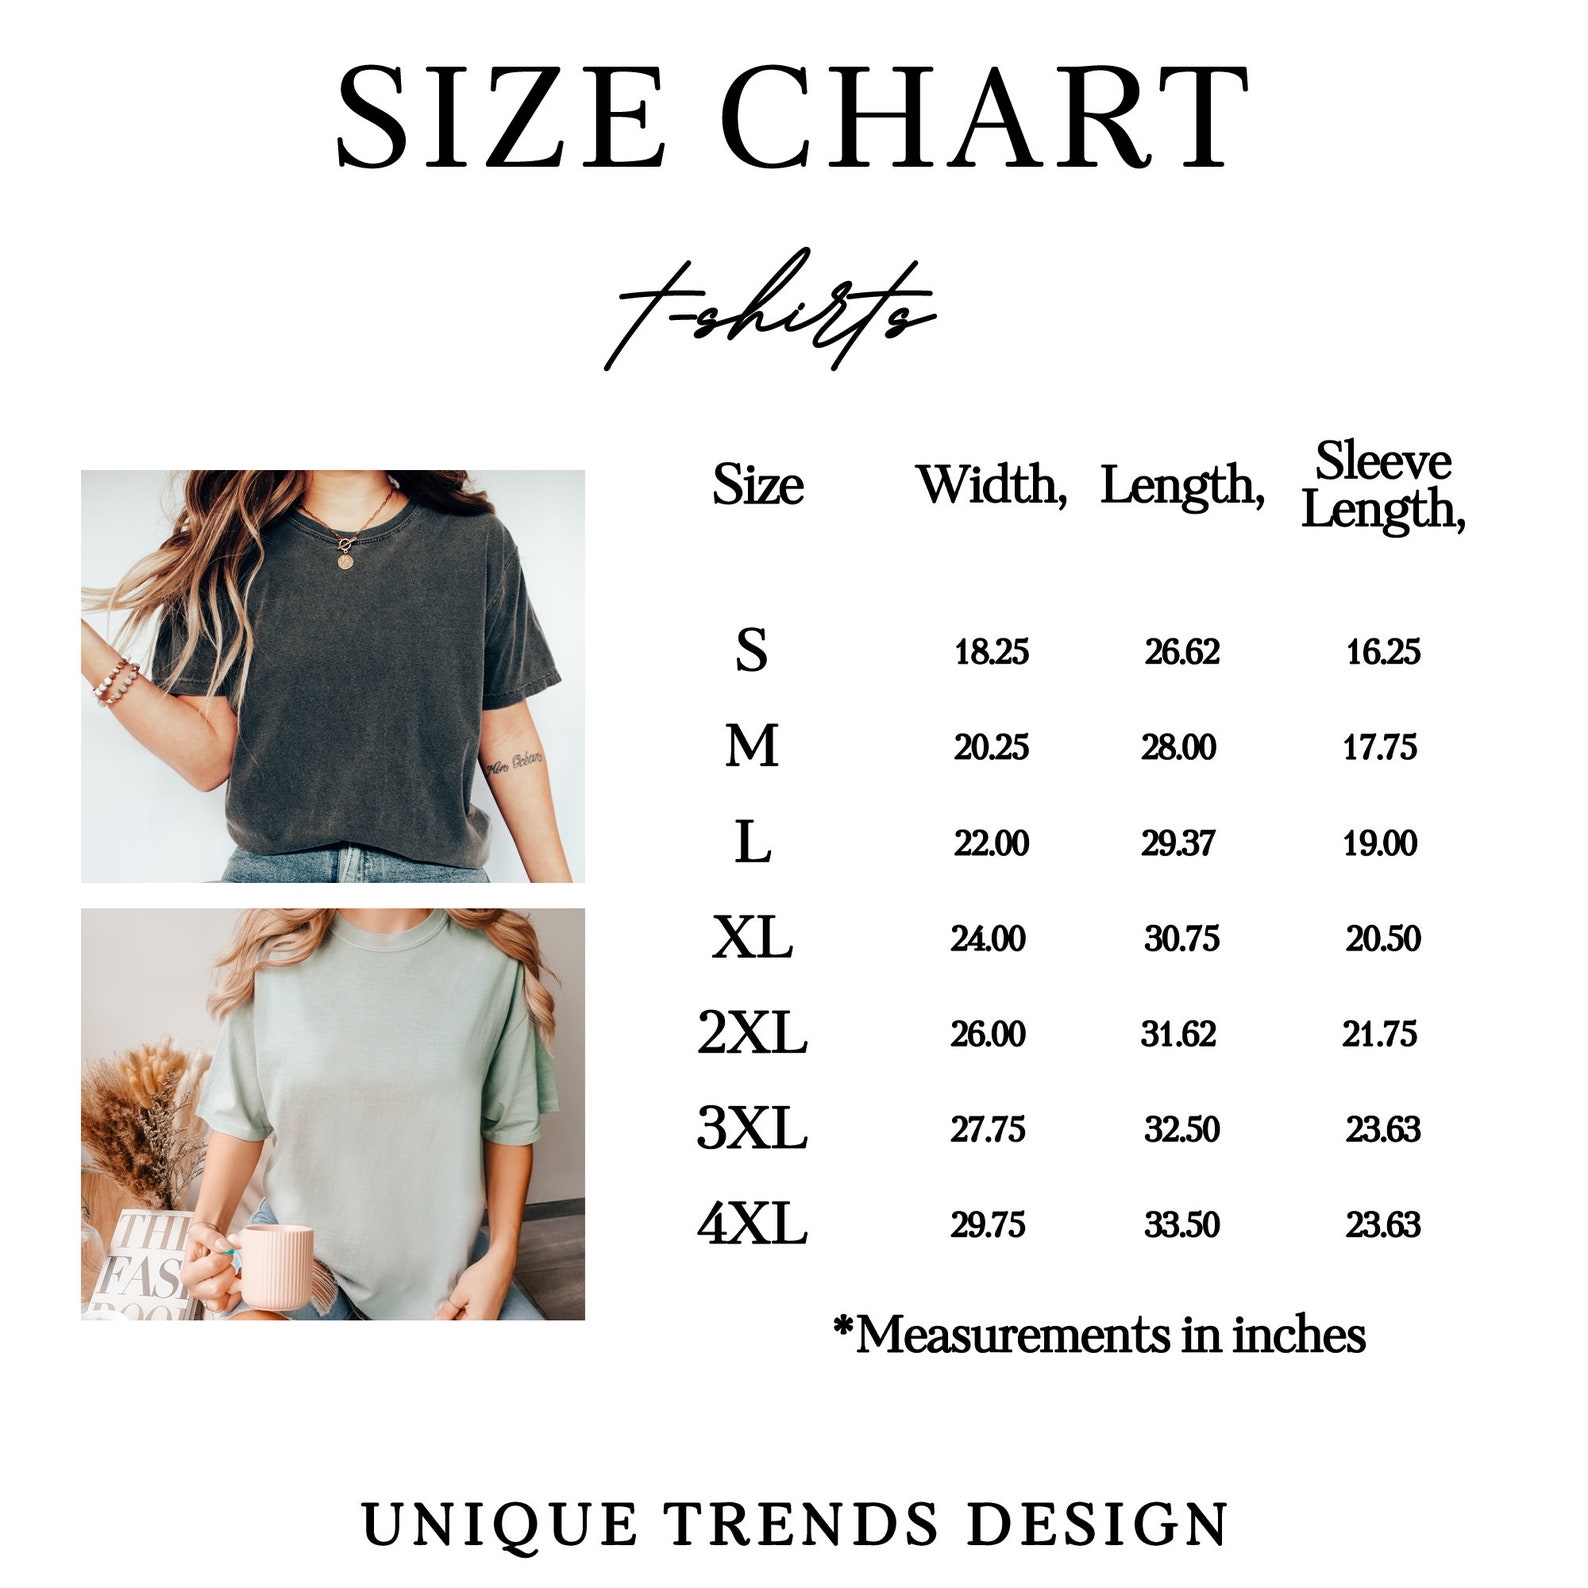 SIZE CHART
t-shirts
Size Width, Length, Sleeve Length,
S 18.25 26.62 16.25
M 20.25 28.00 17.75
L 22.00 29.37 19.00
XL 24.00 30.75 20.50
2XL 26.00 31.62 21.75
3XL 27.75 32.50 23.63
4XL 29.75 33.50 23.63
*Measurements in inches
THE
FAS
BOO
UNIQUE TRENDS DESIGN